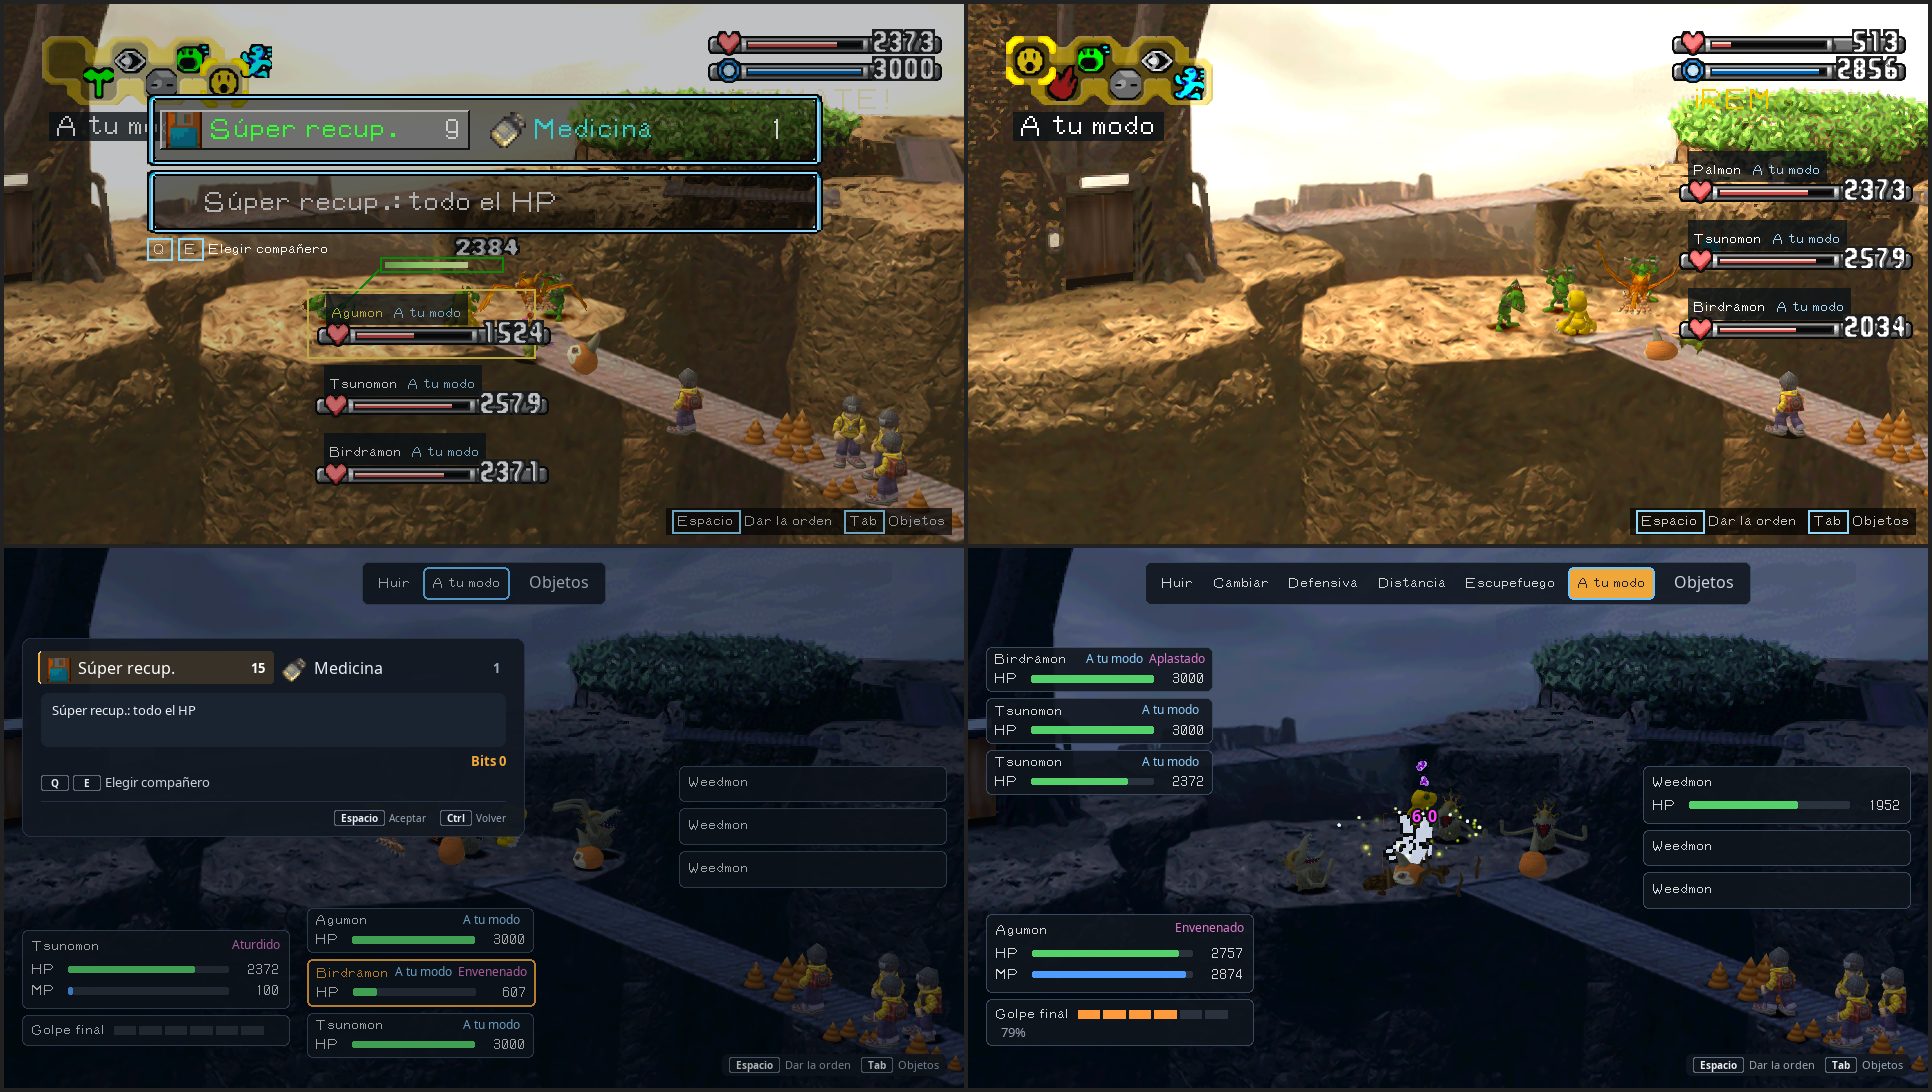 2373
3000
A tu mo
Súper recup. 9 Medicina 1
Súper recup.: todo el HP
Q E Elegir compañero
2384
Agumon A tu modo
1524
Tsunomon A tu modo
2579
Birdramon A tu modo
2371
Espacio Dar la orden Tab Objetos
513
2856
¡REM
A tu modo
Palmon A tu modo
2373
Tsunomon A tu modo
2579
Birdramon A tu modo
2034
Espacio Dar la orden Tab Objetos
Huir A tu modo Objetos
Súper recup. 15 Medicina 1
Súper recup.: todo el HP
Bits 0
Q E Elegir compañero
Espacio Aceptar Ctrl Volver
Weedmon
Weedmon
Weedmon
Tsunomon Aturdido
HP 2372
MP 100
Golpe final
Agumon A tu modo
HP 3000
Birdramon A tu modo Envenenado
HP 607
Tsunomon A tu modo
HP 3000
Espacio Dar la orden Tab Objetos
Huir Cambiar Defensiva Distancia Escupefuego A tu modo Objetos
Birdramon A tu modo Aplastado
HP 3000
Tsunomon A tu modo
HP 3000
Tsunomon A tu modo
HP 2372
60
Weedmon
HP 1952
Weedmon
Weedmon
Agumon Envenenado
HP 2757
MP 2874
Golpe final
79%
Espacio Dar la orden Tab Objetos